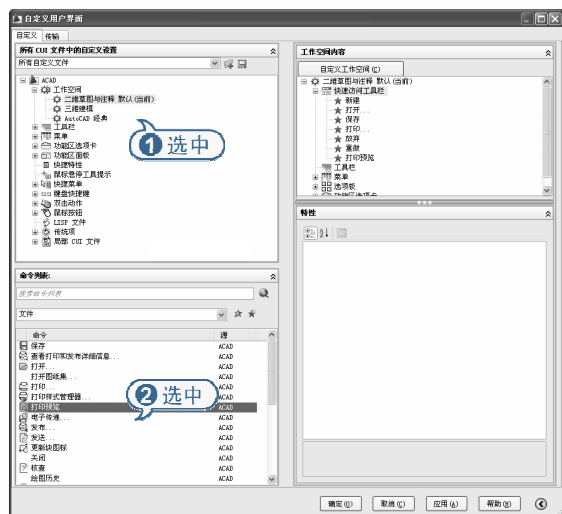 自定义用户界面
自定义 传输
所有 CUI 文件中的自定义设置
所有自定义文件
ACAD
工作空间
二维草图与注释 默认(当前)
三维建模
AutoCAD 经典
工具栏
菜单
功能区选项卡
功能区面板
快捷特性
鼠标悬停工具提示
快捷菜单
键盘快捷键
双击动作
鼠标按钮
LISP 文件
传统项
局部 CUI 文件
1 选中
命令列表:
搜索命令列表
文件
命令 源
保存 ACAD
查看打印和发布详细信息... ACAD
打开... ACAD
打开图纸集... ACAD
打印... ACAD
打印样式管理器... ACAD
打印预览 ACAD
电子传递... ACAD
发布... ACAD
发送... ACAD
更新块图标 ACAD
关闭 ACAD
核查 ACAD
绘图历史 ACAD
2 选中
工作空间内容
自定义工作空间(C)
二维草图与注释 默认(当前)
快速访问工具栏
新建
打开...
保存
打印...
放弃
重做
打印预览
工具栏
菜单
选项板
功能区选项卡
特性
确定(O) 取消(C) 应用(A) 帮助(H)